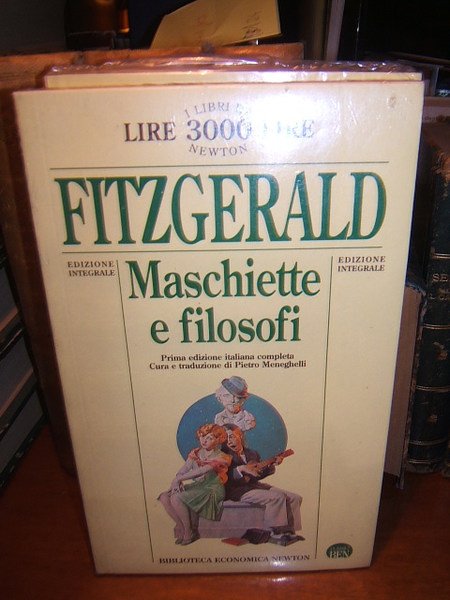 I LIBRI
LIRE 3000 LIRE
NEWTON
FITZGERALD
EDIZIONE
INTEGRALE
EDIZIONE
INTEGRALE
Maschiette
e filosofi
Prima edizione italiana completa
Cura e traduzione di Pietro Meneghelli
BEN
BIBLIOTECA ECONOMICA NEWTON
SE